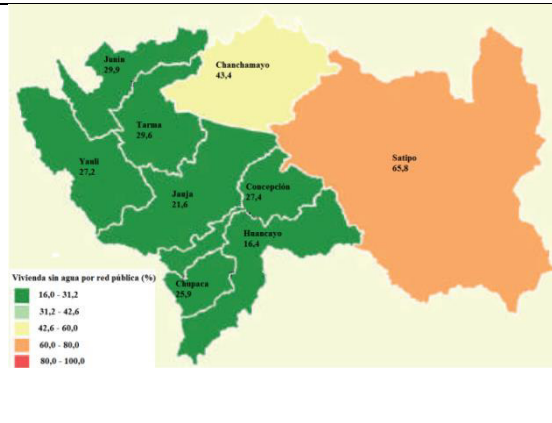 Junín
29,9
Chanchamayo
43,4
Tarma
29,6
Satipo
65,8
Yauli
27,2
Jauja
21,6
Concepción
27,4
Huancayo
16,4
Chupaca
25,9
Vivienda sin agua por red pública (%)
16,0 - 31,2
31,2 - 42,6
42,6 - 60,0
60,0 - 80,0
80,0 - 100,0